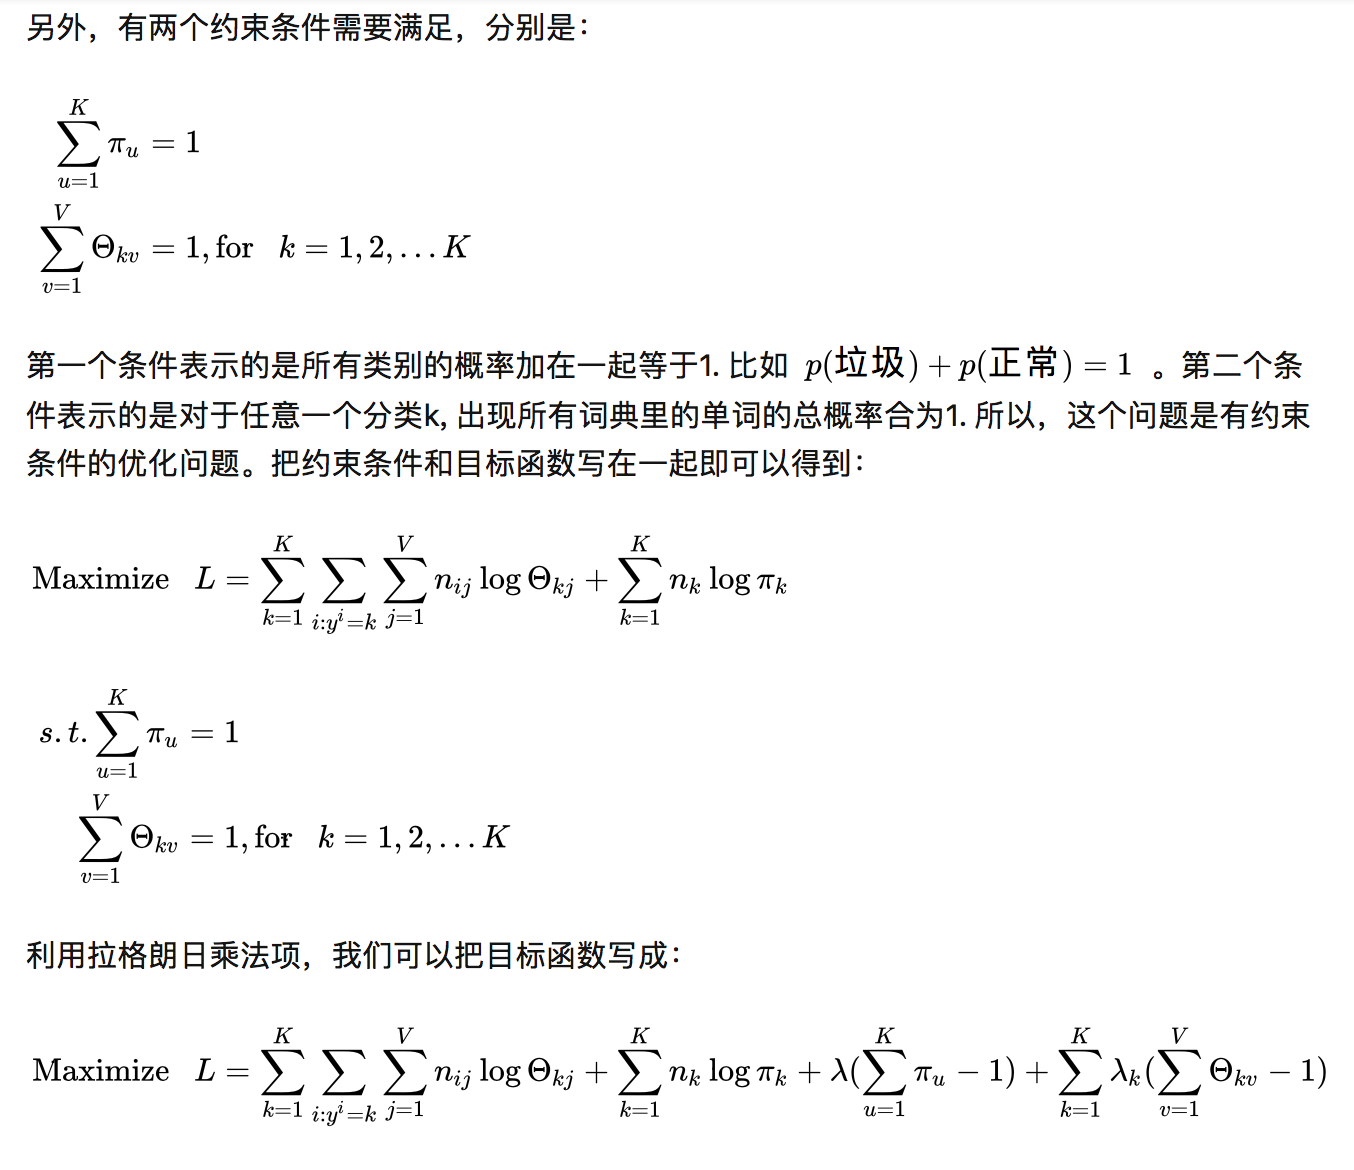 另外，有两个约束条件需要满足，分别是：
$\sum_{u=1}^{K} \pi_u = 1$
$\sum_{v=1}^{V} \Theta_{kv} = 1, \text{for} \quad k = 1, 2, \ldots K$
第一个条件表示的是所有类别的概率加在一起等于1. 比如 $p(垃圾) + p(正常) = 1$ 。第二个条
件表示的是对于任意一个分类k, 出现所有词典里的单词的总概率合为1. 所以，这个问题是有约束
条件的优化问题。把约束条件和目标函数写在一起即可以得到：
$\text{Maximize} \quad L = \sum_{k=1}^{K} \sum_{i:y^i=k} \sum_{j=1}^{V} n_{ij} \log \Theta_{kj} + \sum_{k=1}^{K} n_k \log \pi_k$
$s.t. \sum_{u=1}^{K} \pi_u = 1$
$\sum_{v=1}^{V} \Theta_{kv} = 1, \text{for} \quad k = 1, 2, \ldots K$
利用拉格朗日乘法项，我们可以把目标函数写成：
$\text{Maximize} \quad L = \sum_{k=1}^{K} \sum_{i:y^i=k} \sum_{j=1}^{V} n_{ij} \log \Theta_{kj} + \sum_{k=1}^{K} n_k \log \pi_k + \lambda(\sum_{u=1}^{K} \pi_u - 1) + \sum_{k=1}^{K} \lambda_k(\sum_{v=1}^{V} \Theta_{kv} - 1)$